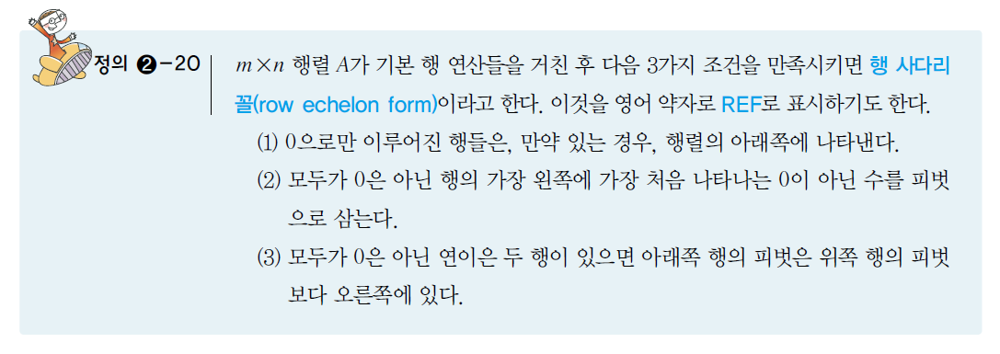 정의 ❷-20
m×n 행렬 A가 기본 행 연산들을 거친 후 다음 3가지 조건을 만족시키면 행 사다리
꼴(row echelon form)이라고 한다. 이것을 영어 약자로 REF로 표시하기도 한다.
(1) 0으로만 이루어진 행들은, 만약 있는 경우, 행렬의 아래쪽에 나타낸다.
(2) 모두가 0은 아닌 행의 가장 왼쪽에 가장 처음 나타나는 0이 아닌 수를 피벗
으로 삼는다.
(3) 모두가 0은 아닌 연이은 두 행이 있으면 아래쪽 행의 피벗은 위쪽 행의 피벗
보다 오른쪽에 있다.